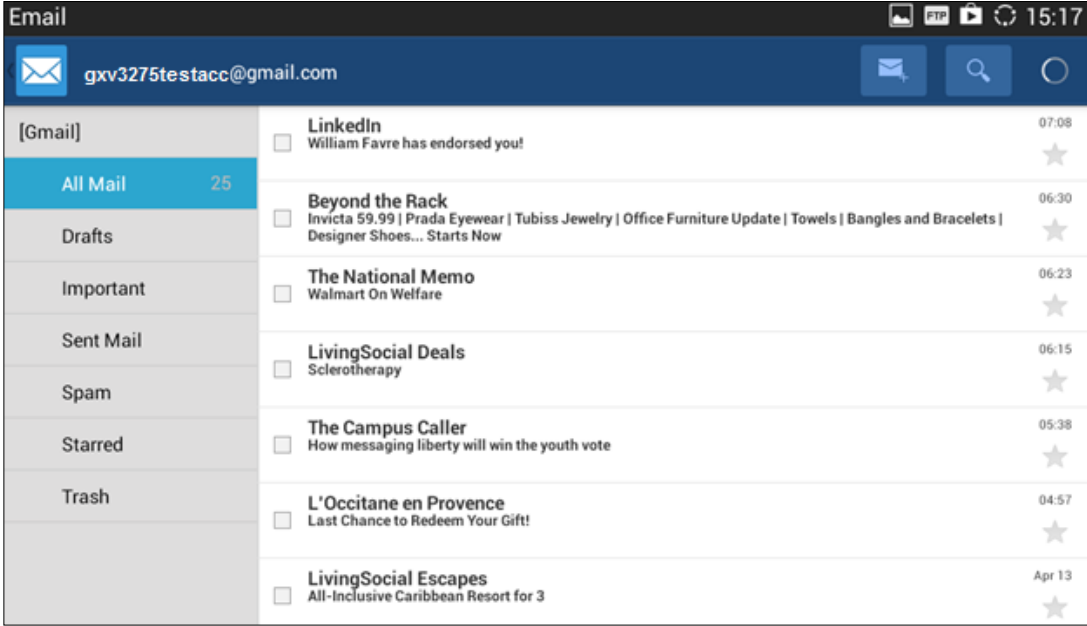 Email
FTP
15:17
gxv3275testacc@gmail.com
[Gmail]
All Mail 25
Drafts
Important
Sent Mail
Spam
Starred
Trash
LinkedIn 07:08
William Favre has endorsed you!
Beyond the Rack 06:30
Invicta 59.99 | Prada Eyewear | Tubiss Jewelry | Office Furniture Update | Towels | Bangles and Bracelets |
Designer Shoes... Starts Now
The National Memo 06:23
Walmart On Welfare
LivingSocial Deals 06:15
Sclerotherapy
The Campus Caller 05:38
How messaging liberty will win the youth vote
L'Occitane en Provence 04:57
Last Chance to Redeem Your Gift!
LivingSocial Escapes Apr 13
All-Inclusive Caribbean Resort for 3